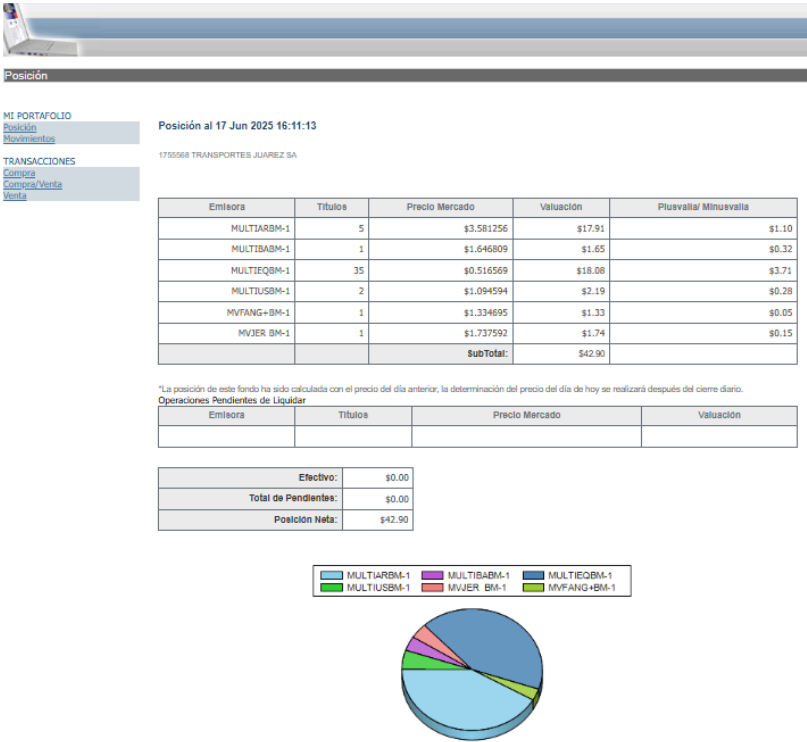 Posición
MI PORTAFOLIO
Posición
Movimientos
TRANSACCIONES
Compra
Compra/Venta
Venta
Posición al 17 Jun 2025 16:11:13
1755568 TRANSPORTES JUAREZ SA
Emisora Títulos Precio Mercado Valuación Plusvalía/ Minusvalía
MULTIARBM-1 5 $3.581256 $17.91 $1.10
MULTIBABM-1 1 $1.646809 $1.65 $0.32
MULTIEQBM-1 35 $0.516569 $18.08 $3.71
MULTIUSBM-1 2 $1.094594 $2.19 $0.28
MVFANG+BM-1 1 $1.334695 $1.33 $0.05
MVJER BM-1 1 $1.737592 $1.74 $0.15
SubTotal: $42.90
*La posición de este fondo ha sido calculada con el precio del día anterior, la determinación del precio del día de hoy se realizará después del cierre diario.
Operaciones Pendientes de Liquidar
Emisora Títulos Precio Mercado Valuación
Efectivo: $0.00
Total de Pendientes: $0.00
Posición Neta: $42.90
MULTIARBM-1 MULTIBABM-1 MULTIEQBM-1
MULTIUSBM-1 MVJER BM-1 MVFANG+BM-1